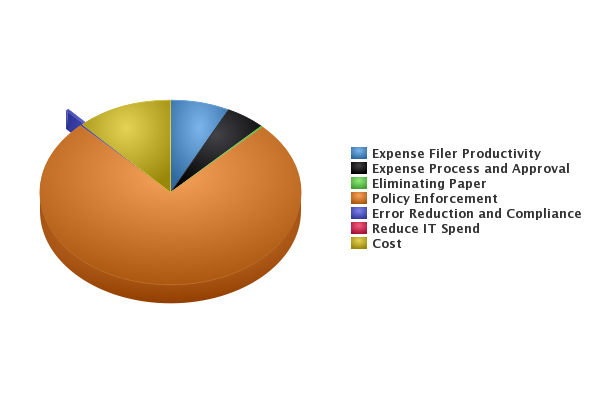 Expense Filer Productivity
Expense Process and Approval
Eliminating Paper
Policy Enforcement
Error Reduction and Compliance
Reduce IT Spend
Cost